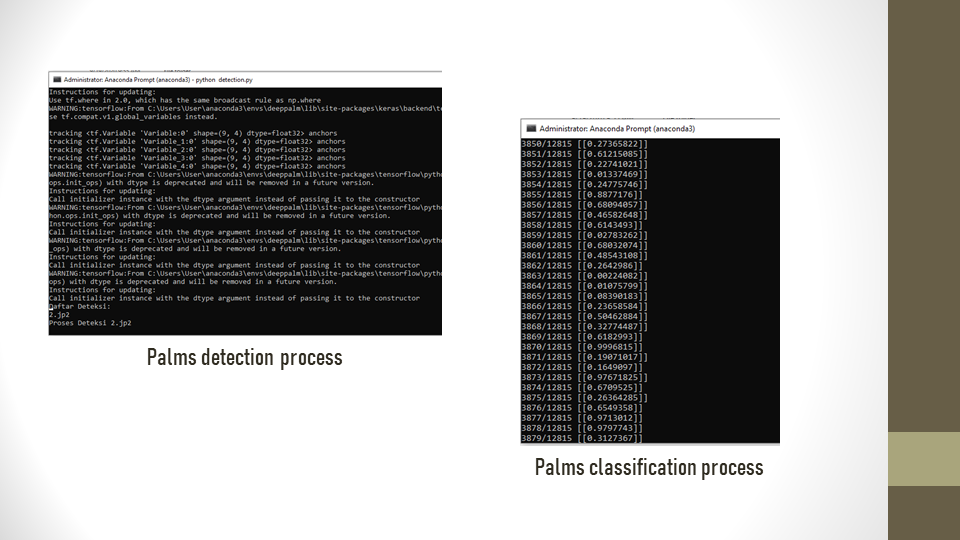 Administrator: Anaconda Prompt (anaconda3) - python detection.py
Instructions for updating:
Use tf.where in 2.0, which has the same broadcast rule as np.where
WARNING:tensorflow:From C:\Users\User\anaconda3\envs\deeppalm\lib\site-packages\keras\backend\te
se tf.compat.v1.global_variables instead.
tracking <tf.Variable 'Variable:0' shape=(9, 4) dtype=float32> anchors
tracking <tf.Variable 'Variable_1:0' shape=(9, 4) dtype=float32> anchors
tracking <tf.Variable 'Variable_2:0' shape=(9, 4) dtype=float32> anchors
tracking <tf.Variable 'Variable_3:0' shape=(9, 4) dtype=float32> anchors
tracking <tf.Variable 'Variable_4:0' shape=(9, 4) dtype=float32> anchors
WARNING:tensorflow:From C:\Users\User\anaconda3\envs\deeppalm\lib\site-packages\tensorflow\pytho
ops.init_ops) with dtype is deprecated and will be removed in a future version.
Instructions for updating:
Call initializer instance with the dtype argument instead of passing it to the constructor
WARNING:tensorflow:From C:\Users\User\anaconda3\envs\deeppalm\lib\site-packages\tensorflow\pytho
hon.ops.init_ops) with dtype is deprecated and will be removed in a future version.
Instructions for updating:
Call initializer instance with the dtype argument instead of passing it to the constructor
WARNING:tensorflow:From C:\Users\User\anaconda3\envs\deeppalm\lib\site-packages\tensorflow\pytho
_ops) with dtype is deprecated and will be removed in a future version.
Instructions for updating:
Call initializer instance with the dtype argument instead of passing it to the constructor
WARNING:tensorflow:From C:\Users\User\anaconda3\envs\deeppalm\lib\site-packages\tensorflow\pytho
ops) with dtype is deprecated and will be removed in a future version.
Instructions for updating:
Call initializer instance with the dtype argument instead of passing it to the constructor
Daftar Deteksi:
2.jp2
Proses Deteksi 2.jp2
Palms detection process
Administrator: Anaconda Prompt (anaconda3)
3850/12815 [[0.27365822]]
3851/12815 [[0.61215085]]
3852/12815 [[0.22741021]]
3853/12815 [[0.01337469]]
3854/12815 [[0.24775746]]
3855/12815 [[0.8877176]]
3856/12815 [[0.68094057]]
3857/12815 [[0.46582648]]
3858/12815 [[0.6143493]]
3859/12815 [[0.02783262]]
3860/12815 [[0.68032074]]
3861/12815 [[0.48543108]]
3862/12815 [[0.2642986]]
3863/12815 [[0.00224082]]
3864/12815 [[0.01075799]]
3865/12815 [[0.08390183]]
3866/12815 [[0.23658584]]
3867/12815 [[0.50462884]]
3868/12815 [[0.32774487]]
3869/12815 [[0.6182993]]
3870/12815 [[0.9996815]]
3871/12815 [[0.19071017]]
3872/12815 [[0.1649097]]
3873/12815 [[0.97671825]]
3874/12815 [[0.6709525]]
3875/12815 [[0.26364285]]
3876/12815 [[0.6549358]]
3877/12815 [[0.9713012]]
3878/12815 [[0.9797743]]
3879/12815 [[0.3127367]]
Palms classification process